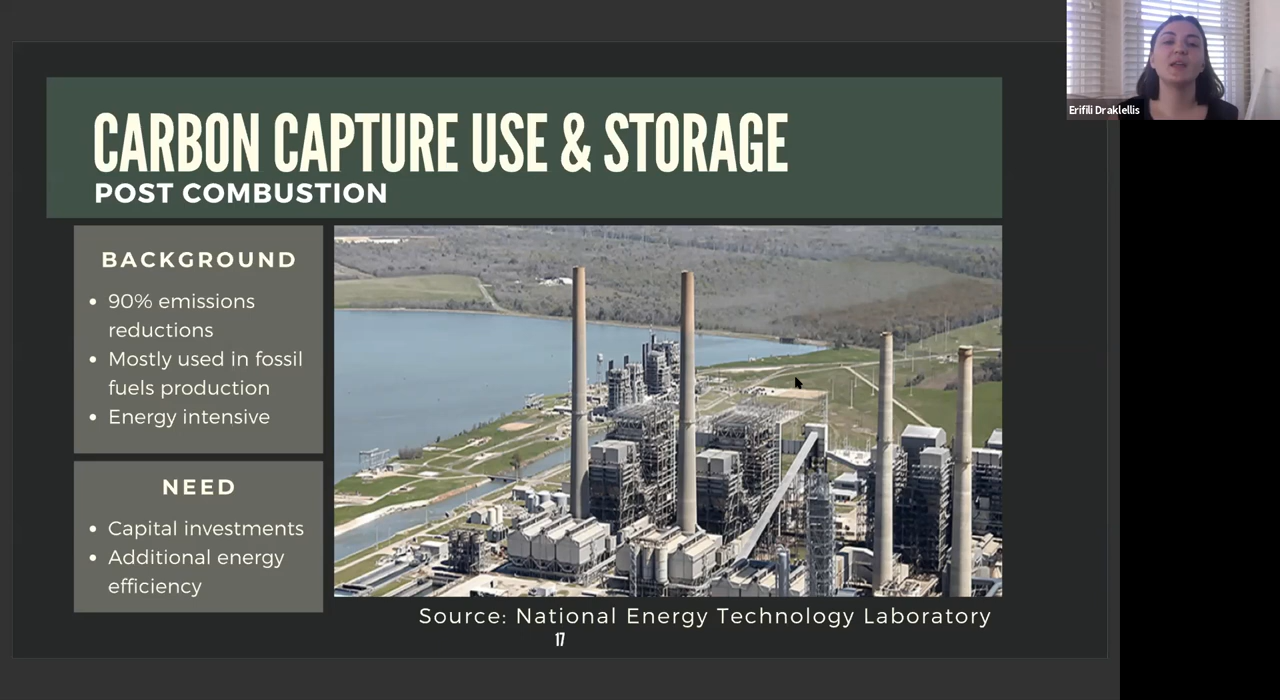 CARBON CAPTURE USE & STORAGE
POST COMBUSTION
BACKGROUND
• 90% emissions
reductions
• Mostly used in fossil
fuels production
• Energy intensive
NEED
• Capital investments
• Additional energy
efficiency
Source: National Energy Technology Laboratory
17
Erifili Draklellis